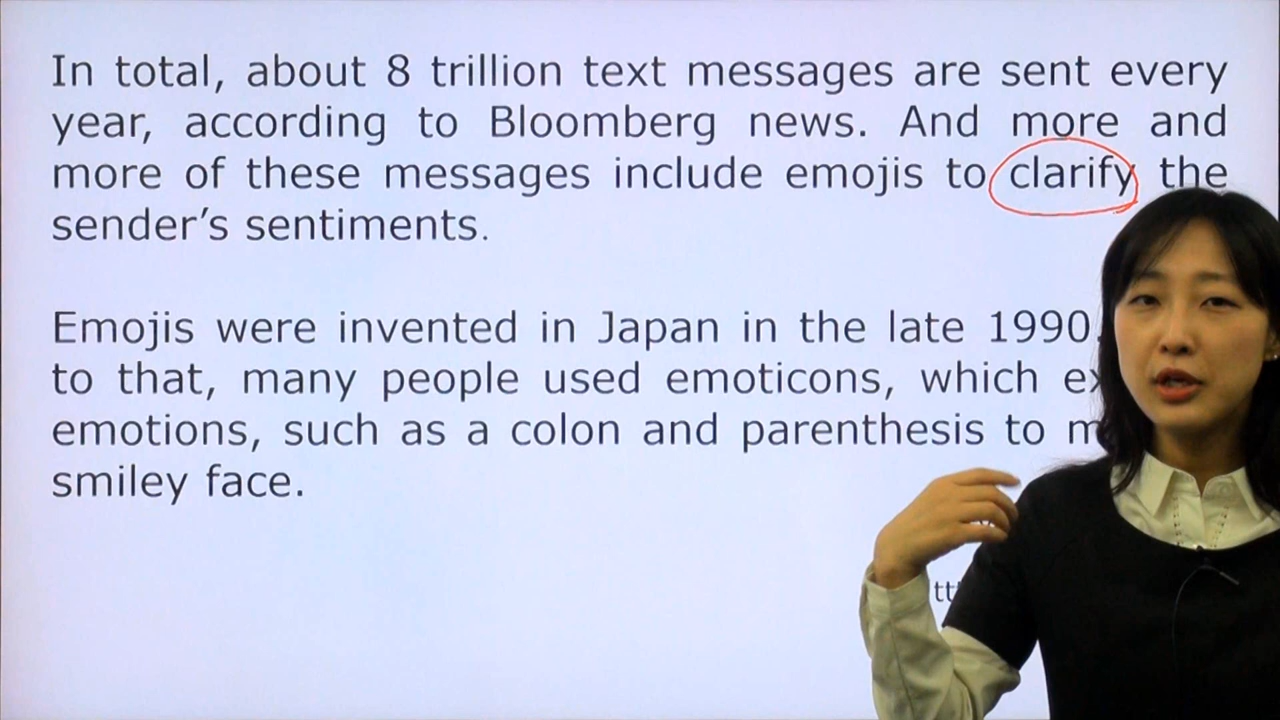 In total, about 8 trillion text messages are sent every
year, according to Bloomberg news. And more and
more of these messages include emojis to clarify the
sender's sentiments.
Emojis were invented in Japan in the late 1990
to that, many people used emoticons, which
emotions, such as a colon and parenthesis to
smiley face.